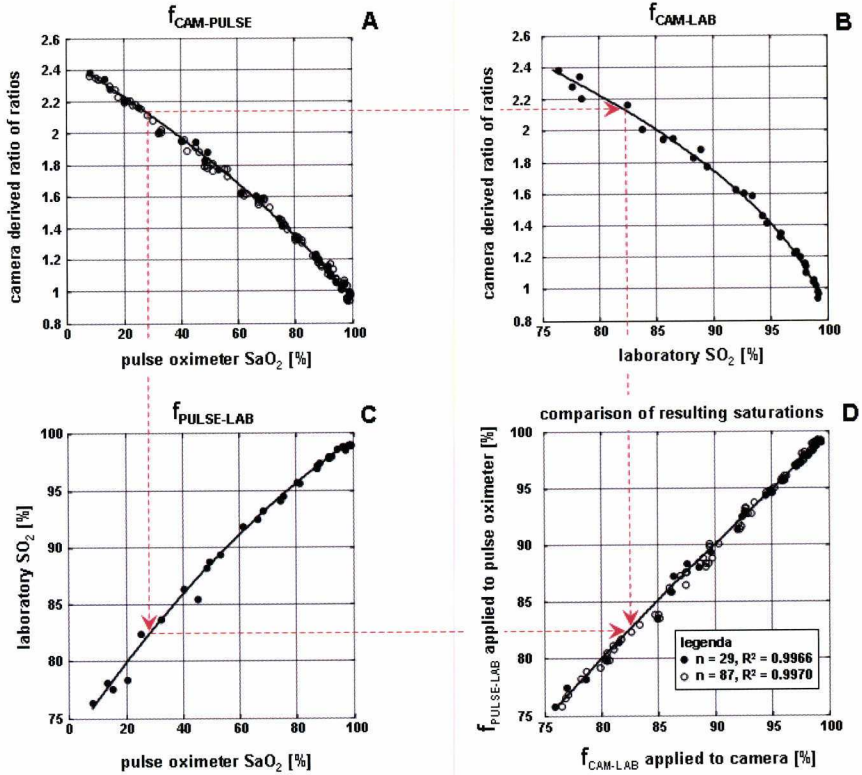 f_CAM-PULSE
A
camera derived ratio of ratios
2.6
2.4
2.2
2
1.8
1.6
1.4
1.2
1
0.8
0
20
40
60
80
100
pulse oximeter SaO₂ [%]
f_CAM-LAB
B
camera derived ratio of ratios
2.6
2.4
2.2
2
1.8
1.6
1.4
1.2
1
0.8
75
80
85
90
95
100
laboratory SO₂ [%]
f_PULSE-LAB
C
laboratory SO₂ [%]
100
95
90
85
80
75
0
20
40
60
80
100
pulse oximeter SaO₂ [%]
comparison of resulting saturations
D
f_PULSE-LAB applied to pulse oximeter [%]
100
95
90
85
80
75
legenda
n = 29, R² = 0.9966
n = 87, R² = 0.9970
75
80
85
90
95
100
f_CAM-LAB applied to camera [%]